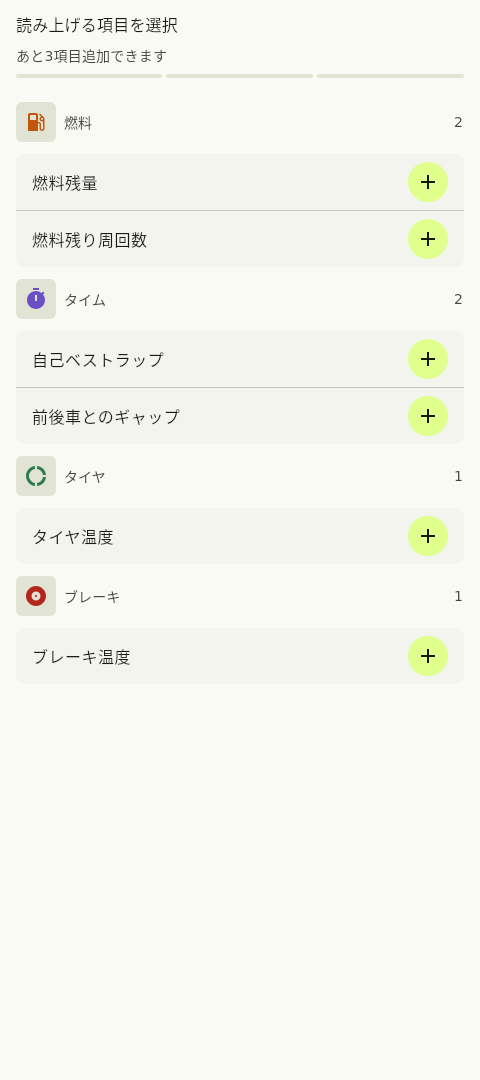 読み上げる項目を選択
あと3項目追加できます
燃料 2
燃料残量
燃料残り周回数
タイム 2
自己ベストラップ
前後車とのギャップ
タイヤ 1
タイヤ温度
ブレーキ 1
ブレーキ温度